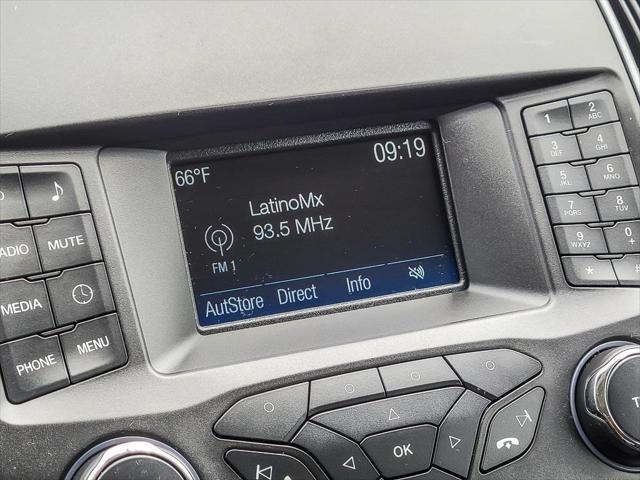 66°F
09:19
LatinoMx
93.5 MHz
FM 1
AutStore Direct Info
RADIO
MUTE
MEDIA
PHONE
MENU
1
2 ABC
3 DEF
4 GHI
5 JKL
6 MNO
7 PQRS
8 TUV
9 WXYZ
0 +
*
#
OK
T